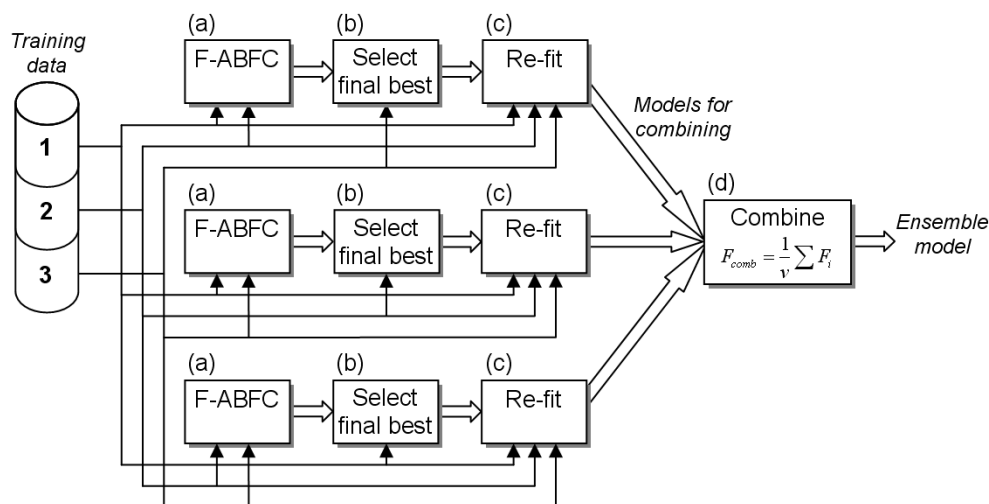 Training
data
1
2
3
(a)
F-ABFC
(b)
Select
final best
(c)
Re-fit
Models for
combining
(a)
F-ABFC
(b)
Select
final best
(c)
Re-fit
(a)
F-ABFC
(b)
Select
final best
(c)
Re-fit
(d)
Combine
F_comb = 1/v ∑ F_i
Ensemble
model